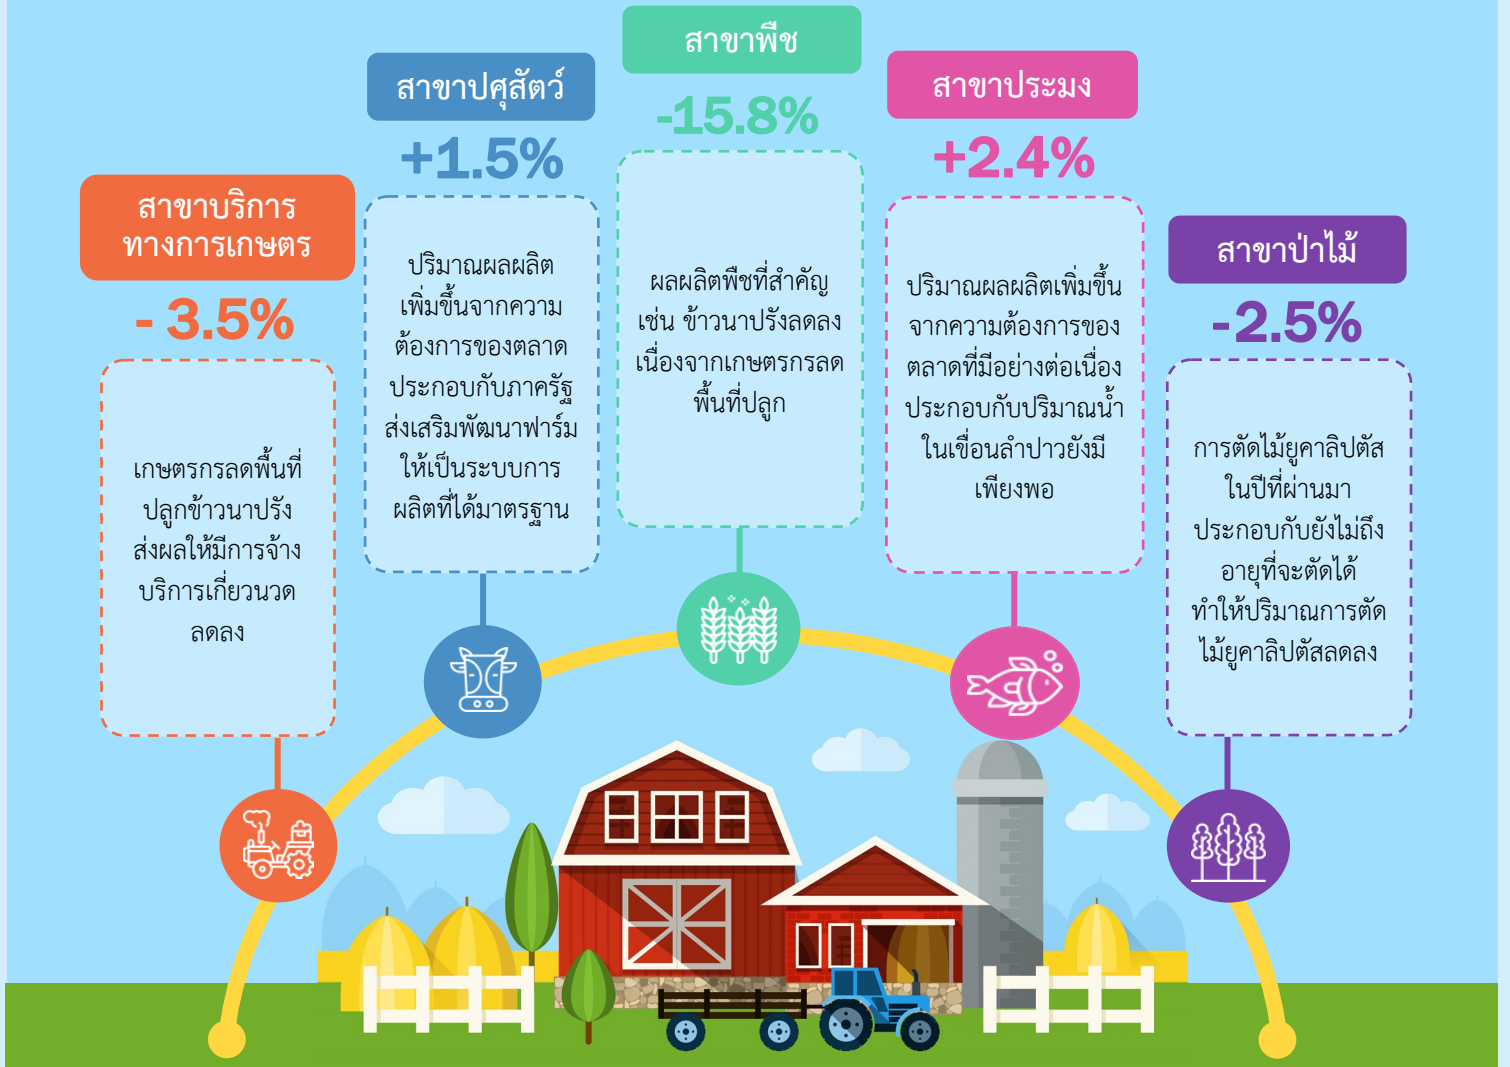 สาขาบริการ
ทางการเกษตร
- 3.5%
เกษตรกรลดพื้นที่
ปลูกข้าวนาปรัง
ส่งผลให้มีการจ้าง
บริการเกี่ยวนวด
ลดลง
สาขาปศุสัตว์
+1.5%
ปริมาณผลผลิต
เพิ่มขึ้นจากความ
ต้องการของตลาด
ประกอบกับภาครัฐ
ส่งเสริมพัฒนาฟาร์ม
ให้เป็นระบบการ
ผลิตที่ได้มาตรฐาน
สาขาพืช
-15.8%
ผลผลิตพืชที่สำคัญ
เช่น ข้าวนาปรังลดลง
เนื่องจากเกษตรกรลด
พื้นที่ปลูก
สาขาประมง
+2.4%
ปริมาณผลผลิตเพิ่มขึ้น
จากความต้องการของ
ตลาดที่มีอย่างต่อเนื่อง
ประกอบกับปริมาณน้ำ
ในเขื่อนลำปาวยังมี
เพียงพอ
สาขาป่าไม้
-2.5%
การตัดไม้ยูคาลิปตัส
ในปีที่ผ่านมา
ประกอบกับยังไม่ถึง
อายุที่จะตัดได้
ทำให้ปริมาณการตัด
ไม้ยูคาลิปตัสลดลง